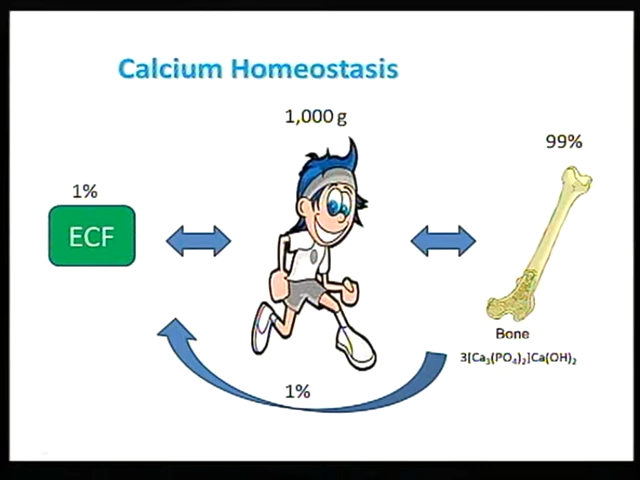 Calcium Homeostasis
1,000 g
99%
1%
ECF
Bone
3[Ca₃(PO₄)₂]Ca(OH)₂
1%